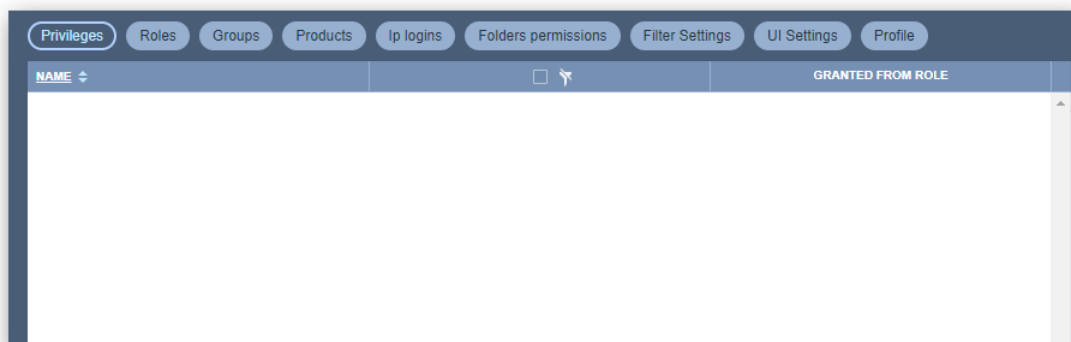 Privileges Roles Groups Products Ip logins Folders permissions Filter Settings UI Settings Profile
NAME GRANTED FROM ROLE